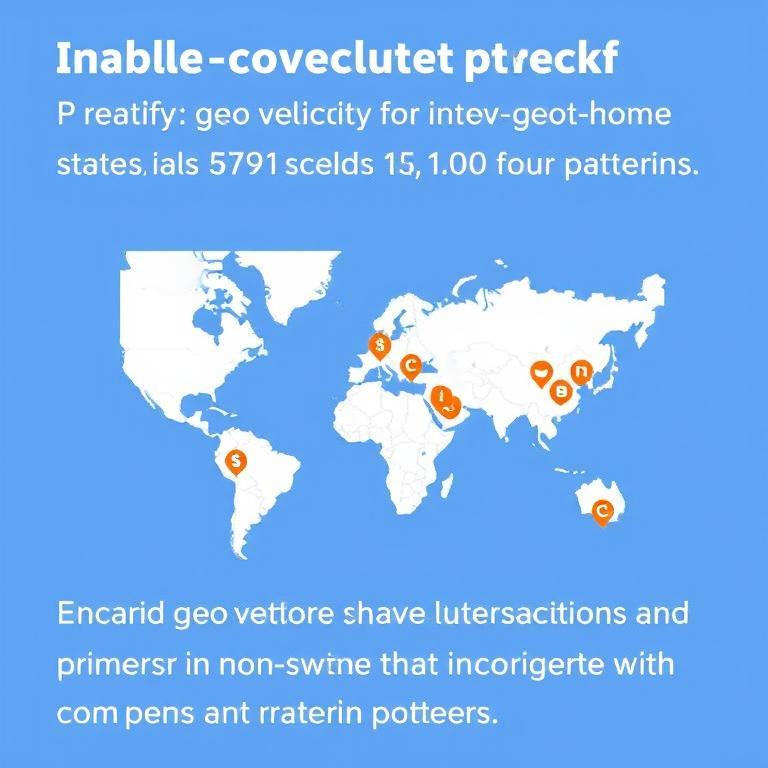 Inablle-coveclutet ptreckf
P reatify: geo veliccity for intev-geot-home
states, ials 5791 scelds 15, 1.00 four patterins.
$
C
$
C
Encarid geo vettore shave lutersacitions and
primersr in non-swtne that incorigerte with
com pens ant rraterin potteers.